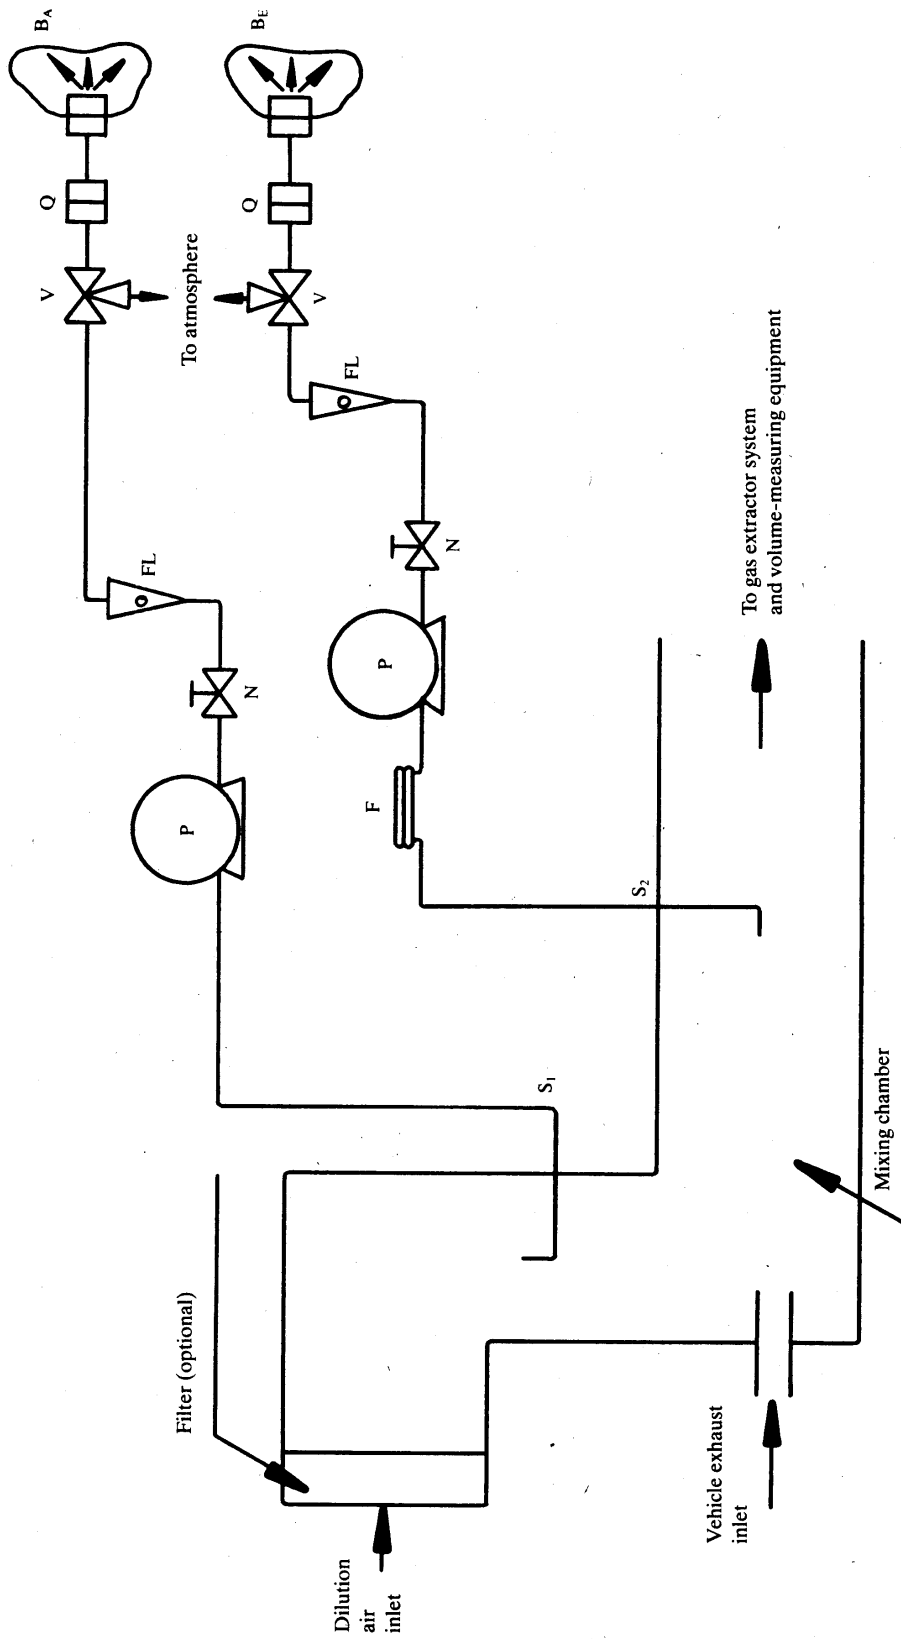 B_A
B_E
Q
Q
V
V
To atmosphere
FL
FL
N
N
P
P
F
S_2
S_1
To gas extractor system
and volume-measuring equipment
Filter (optional)
Mixing chamber
Dilution
air
inlet
Vehicle exhaust
inlet